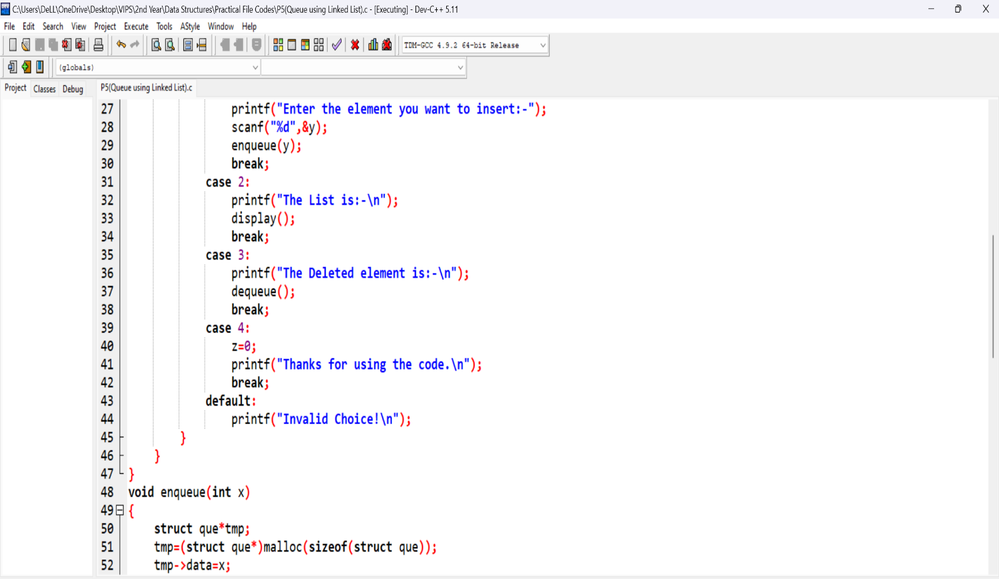 C:\Users\DeLL\OneDrive\Desktop\VIPS\2nd Year\Data Structures\Practical File Codes\P5(Queue using Linked List).c - [Executing] - Dev-C++ 5.11
File Edit Search View Project Execute Tools AStyle Window Help
TDM-GCC 4.9.2 64-bit Release
(globals)
Project Classes Debug P5(Queue using Linked List).c
27 printf("Enter the element you want to insert:-");
28 scanf("%d",&y);
29 enqueue(y);
30 break;
31 case 2:
32 printf("The List is:-\n");
33 display();
34 break;
35 case 3:
36 printf("The Deleted element is:-\n");
37 dequeue();
38 break;
39 case 4:
40 z=0;
41 printf("Thanks for using the code.\n");
42 break;
43 default:
44 printf("Invalid Choice!\n");
45 }
46 }
47 }
48 void enqueue(int x)
49 {
50 struct que*tmp;
51 tmp=(struct que*)malloc(sizeof(struct que));
52 tmp->data=x;